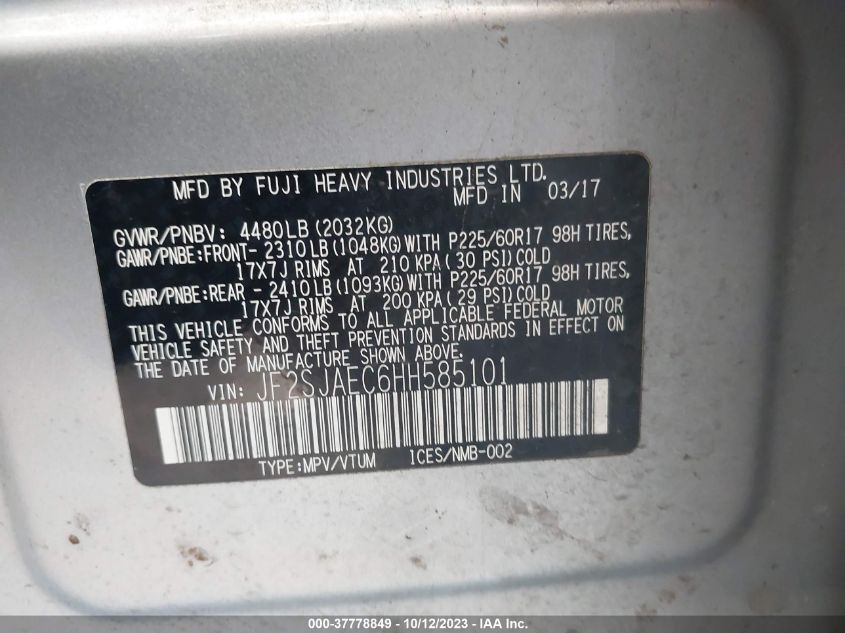 MFD BY FUJI HEAVY INDUSTRIES LTD.
MFD IN 03/17
GVWR/PNBV: 4480LB (2032KG)
GAWR/PNBE:FRONT- 2310LB(1048KG)WITH P225/60R17 98H TIRES,
17X7J RIMS AT 210 KPA( 30 PSI)COLD
GAWR/PNBE:REAR - 2410LB(1093KG)WITH P225/60R17 98H TIRES,
17X7J RIMS AT 200 KPA( 29 PSI)COLD
THIS VEHICLE CONFORMS TO ALL APPLICABLE FEDERAL MOTOR
VEHICLE SAFETY AND THEFT PREVENTION STANDARDS IN EFFECT ON
THE DATE OF MANUFACTURE SHOWN ABOVE.
VIN: JF2SJAEC6HH585101
TYPE:MPV/VTUM ICES/NMB-002
000-37778849 - 10/12/2023 - IAA Inc.